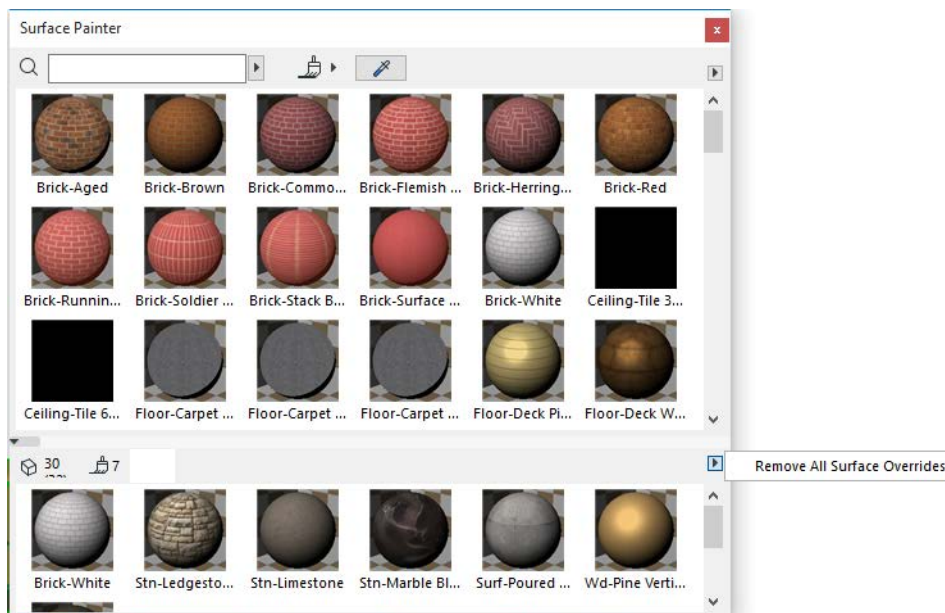 Surface Painter
Brick-Aged Brick-Brown Brick-Commo... Brick-Flemish ... Brick-Herring... Brick-Red
Brick-Runnin... Brick-Soldier ... Brick-Stack B... Brick-Surface ... Brick-White Ceiling-Tile 3...
Ceiling-Tile 6... Floor-Carpet ... Floor-Carpet ... Floor-Carpet ... Floor-Deck Pi... Floor-Deck W...
30 7
Remove All Surface Overrides
Brick-White Stn-Ledgesto... Stn-Limestone Stn-Marble Bl... Surf-Poured ... Wd-Pine Verti...